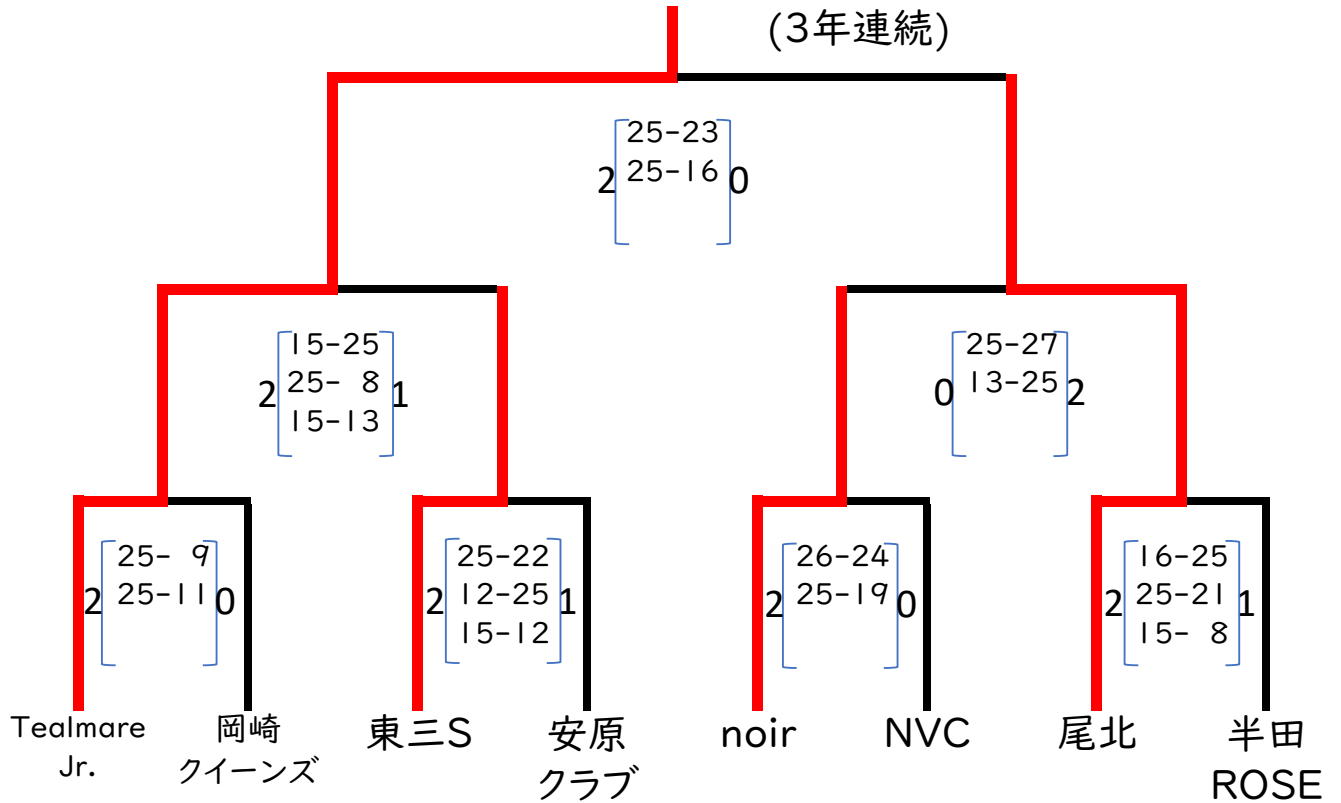 (3年連続)
25-23
2 25-16 0
15-25
2 25- 8 1
15-13
25-27
0 13-25 2
25- 9
2 25-11 0
25-22
2 12-25 1
15-12
26-24
2 25-19 0
16-25
2 25-21 1
15- 8
Tealmare
Jr.
岡崎
クイーンズ
東三S
安原
クラブ
noir
NVC
尾北
半田
ROSE